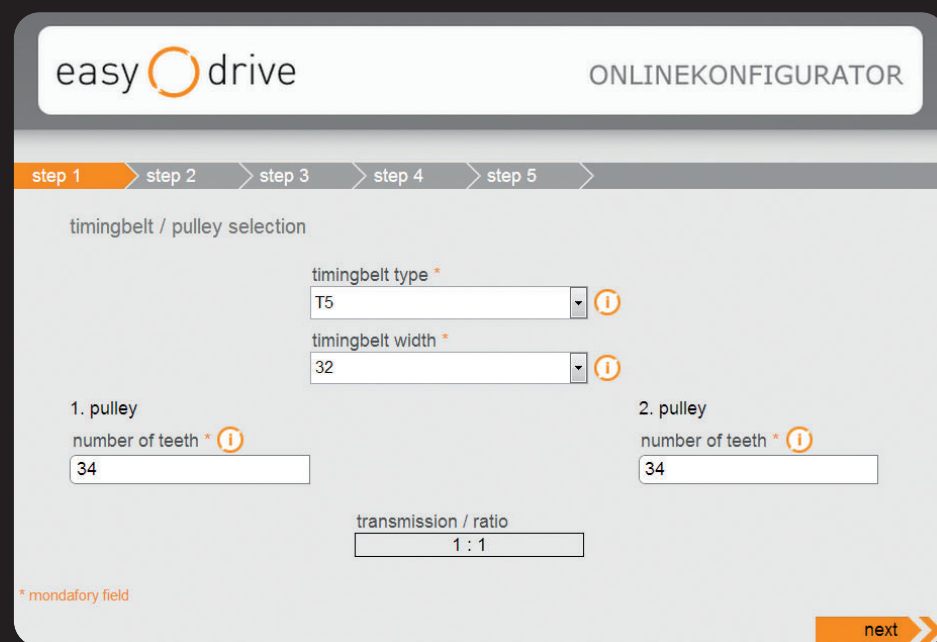 easy drive
ONLINEKONFIGURATOR
step 1 step 2 step 3 step 4 step 5
timingbelt / pulley selection
timingbelt type *
T5
timingbelt width *
32
1. pulley
2. pulley
number of teeth *
number of teeth *
34
34
transmission / ratio
1 : 1
* mondafory field
next